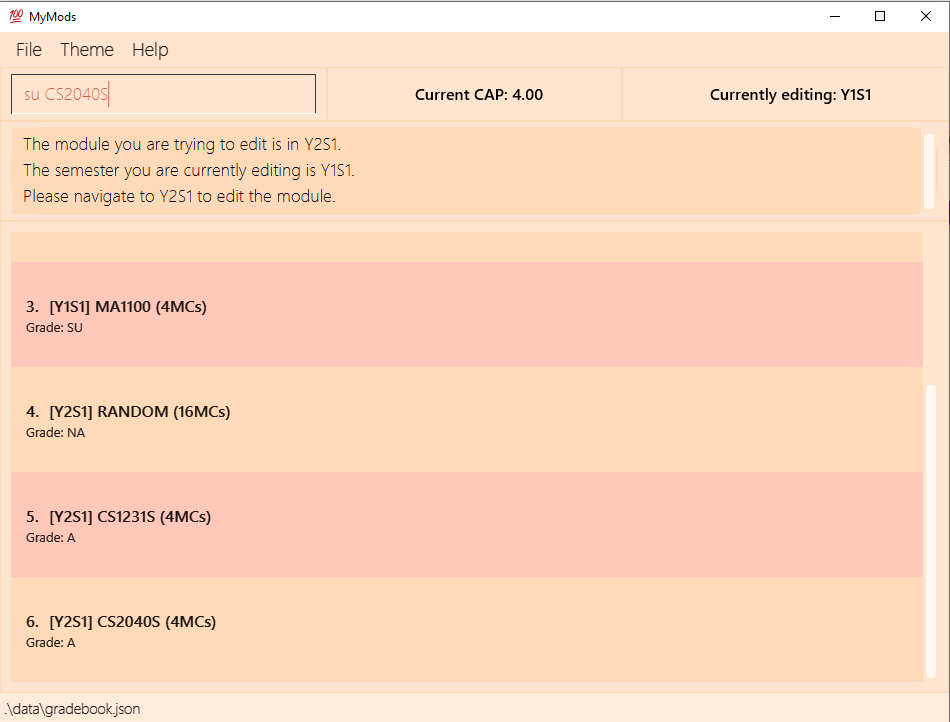 💯 MyMods
File Theme Help
su CS2040S
Current CAP: 4.00
Currently editing: Y1S1
The module you are trying to edit is in Y2S1.
The semester you are currently editing is Y1S1.
Please navigate to Y2S1 to edit the module.
3. [Y1S1] MA1100 (4MCs)
Grade: SU
4. [Y2S1] RANDOM (16MCs)
Grade: NA
5. [Y2S1] CS1231S (4MCs)
Grade: A
6. [Y2S1] CS2040S (4MCs)
Grade: A
.\data\gradebook.json